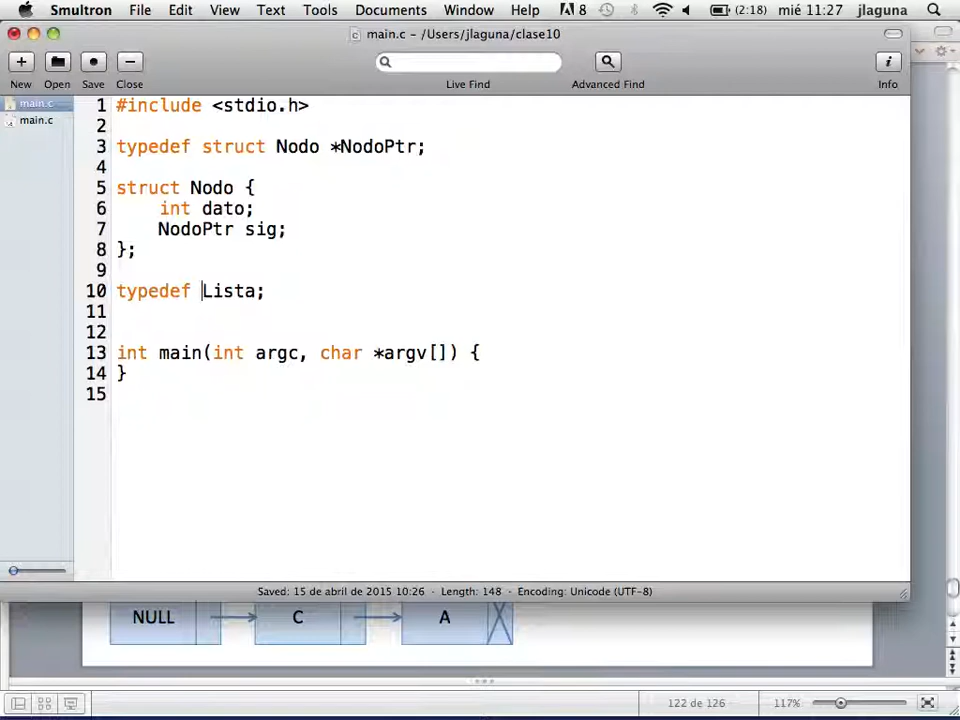 Smultron File Edit View Text Tools Documents Window Help 8 (2:18) mié 11:27 jlaguna
main.c – /Users/jlaguna/clase10
New Open Save Close Live Find Advanced Find Info
main.c
main.c
1 #include <stdio.h>
2
3 typedef struct Nodo *NodoPtr;
4
5 struct Nodo {
6 int dato;
7 NodoPtr sig;
8 };
9
10 typedef Lista;
11
12
13 int main(int argc, char *argv[]) {
14 }
15
Saved: 15 de abril de 2015 10:26 · Length: 148 · Encoding: Unicode (UTF-8)
NULL C A
122 de 126 117%